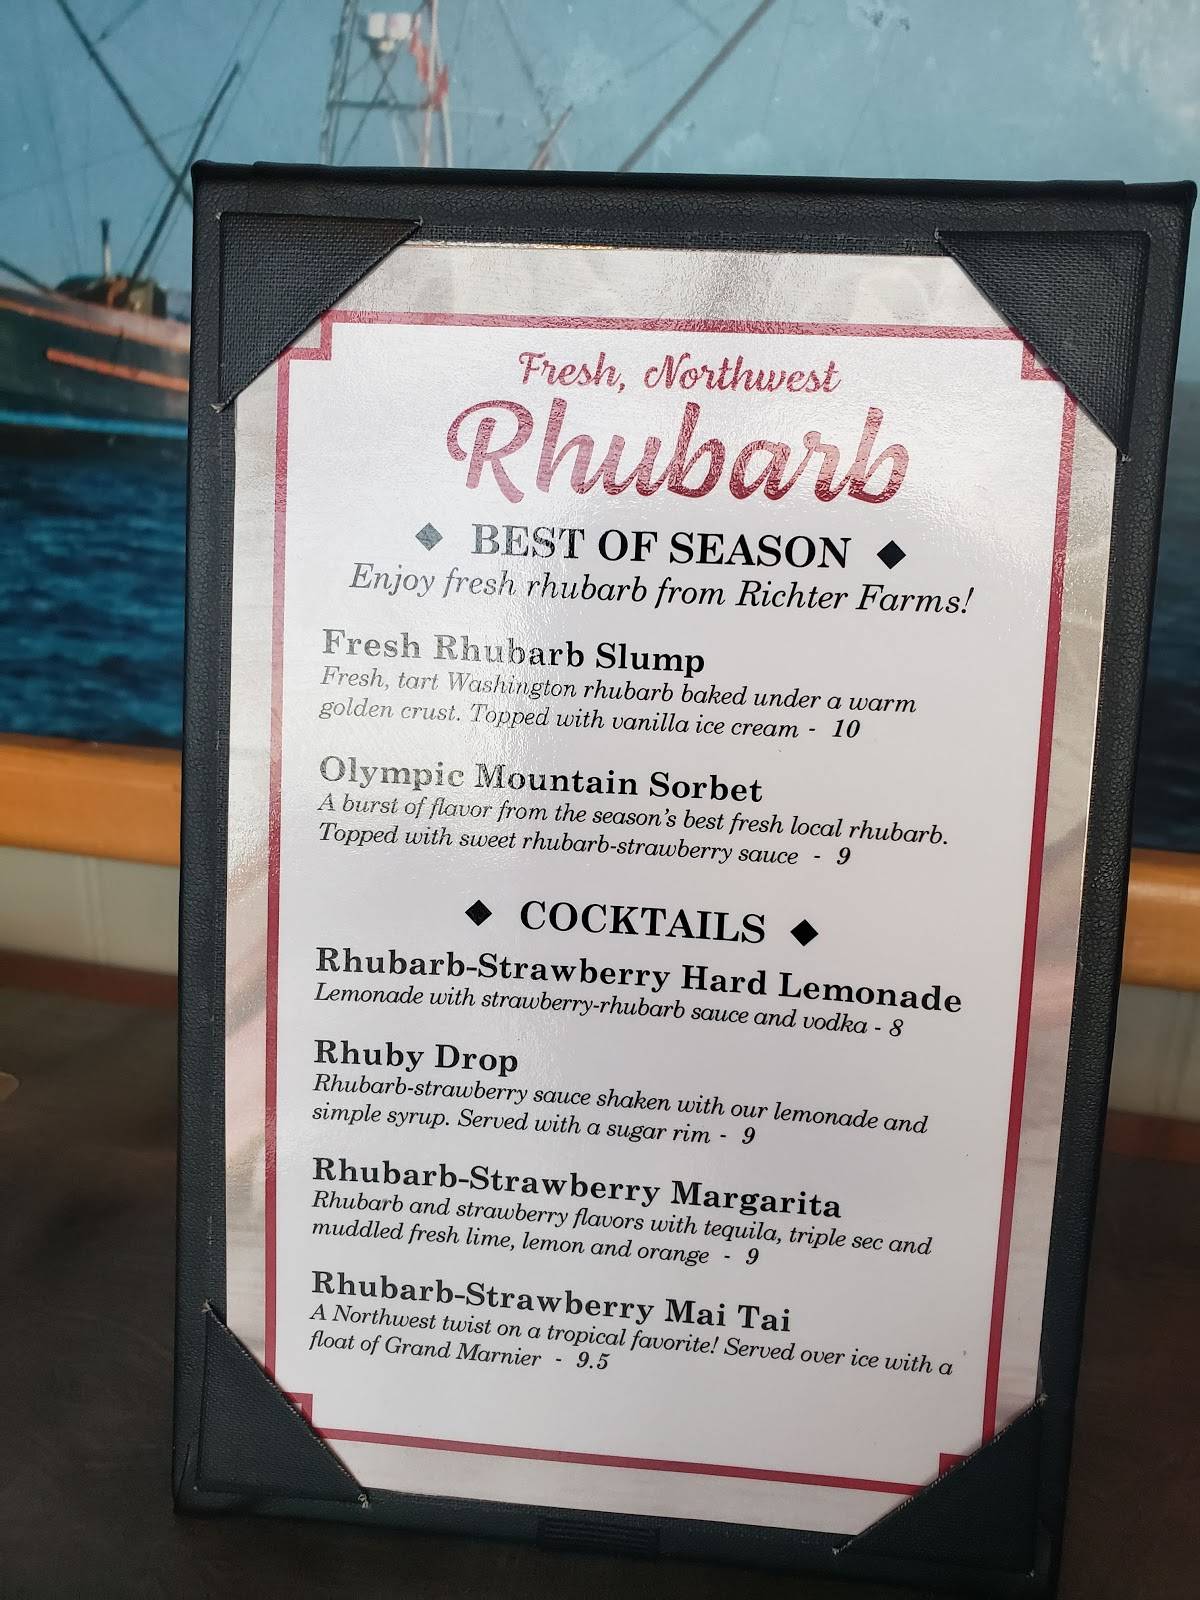 Fresh, Northwest
Rhubarb
◆ BEST OF SEASON ◆
Enjoy fresh rhubarb from Richter Farms!
Fresh Rhubarb Slump
Fresh, tart Washington rhubarb baked under a warm
golden crust. Topped with vanilla ice cream - 10
Olympic Mountain Sorbet
A burst of flavor from the season's best fresh local rhubarb.
Topped with sweet rhubarb-strawberry sauce - 9
◆ COCKTAILS ◆
Rhubarb-Strawberry Hard Lemonade
Lemonade with strawberry-rhubarb sauce and vodka - 8
Rhuby Drop
Rhubarb-strawberry sauce shaken with our lemonade and
simple syrup. Served with a sugar rim - 9
Rhubarb-Strawberry Margarita
Rhubarb and strawberry flavors with tequila, triple sec and
muddled fresh lime, lemon and orange - 9
Rhubarb-Strawberry Mai Tai
A Northwest twist on a tropical favorite! Served over ice with a
float of Grand Marnier - 9.5